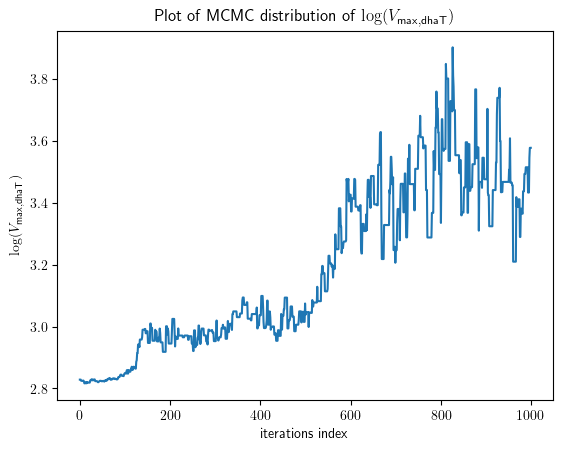 Plot of MCMC distribution of log(V_max,dhaT)
3.8
3.6
3.4
3.2
3.0
2.8
log(V_max,dhaT)
0 200 400 600 800 1000
iterations index